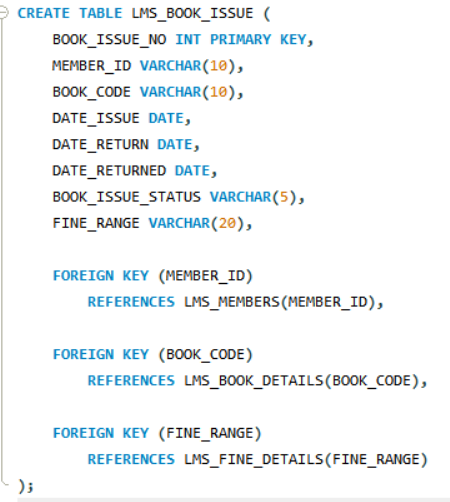 CREATE TABLE LMS_BOOK_ISSUE (
BOOK_ISSUE_NO INT PRIMARY KEY,
MEMBER_ID VARCHAR(10),
BOOK_CODE VARCHAR(10),
DATE_ISSUE DATE,
DATE_RETURN DATE,
DATE_RETURNED DATE,
BOOK_ISSUE_STATUS VARCHAR(5),
FINE_RANGE VARCHAR(20),
FOREIGN KEY (MEMBER_ID)
REFERENCES LMS_MEMBERS(MEMBER_ID),
FOREIGN KEY (BOOK_CODE)
REFERENCES LMS_BOOK_DETAILS(BOOK_CODE),
FOREIGN KEY (FINE_RANGE)
REFERENCES LMS_FINE_DETAILS(FINE_RANGE)
);